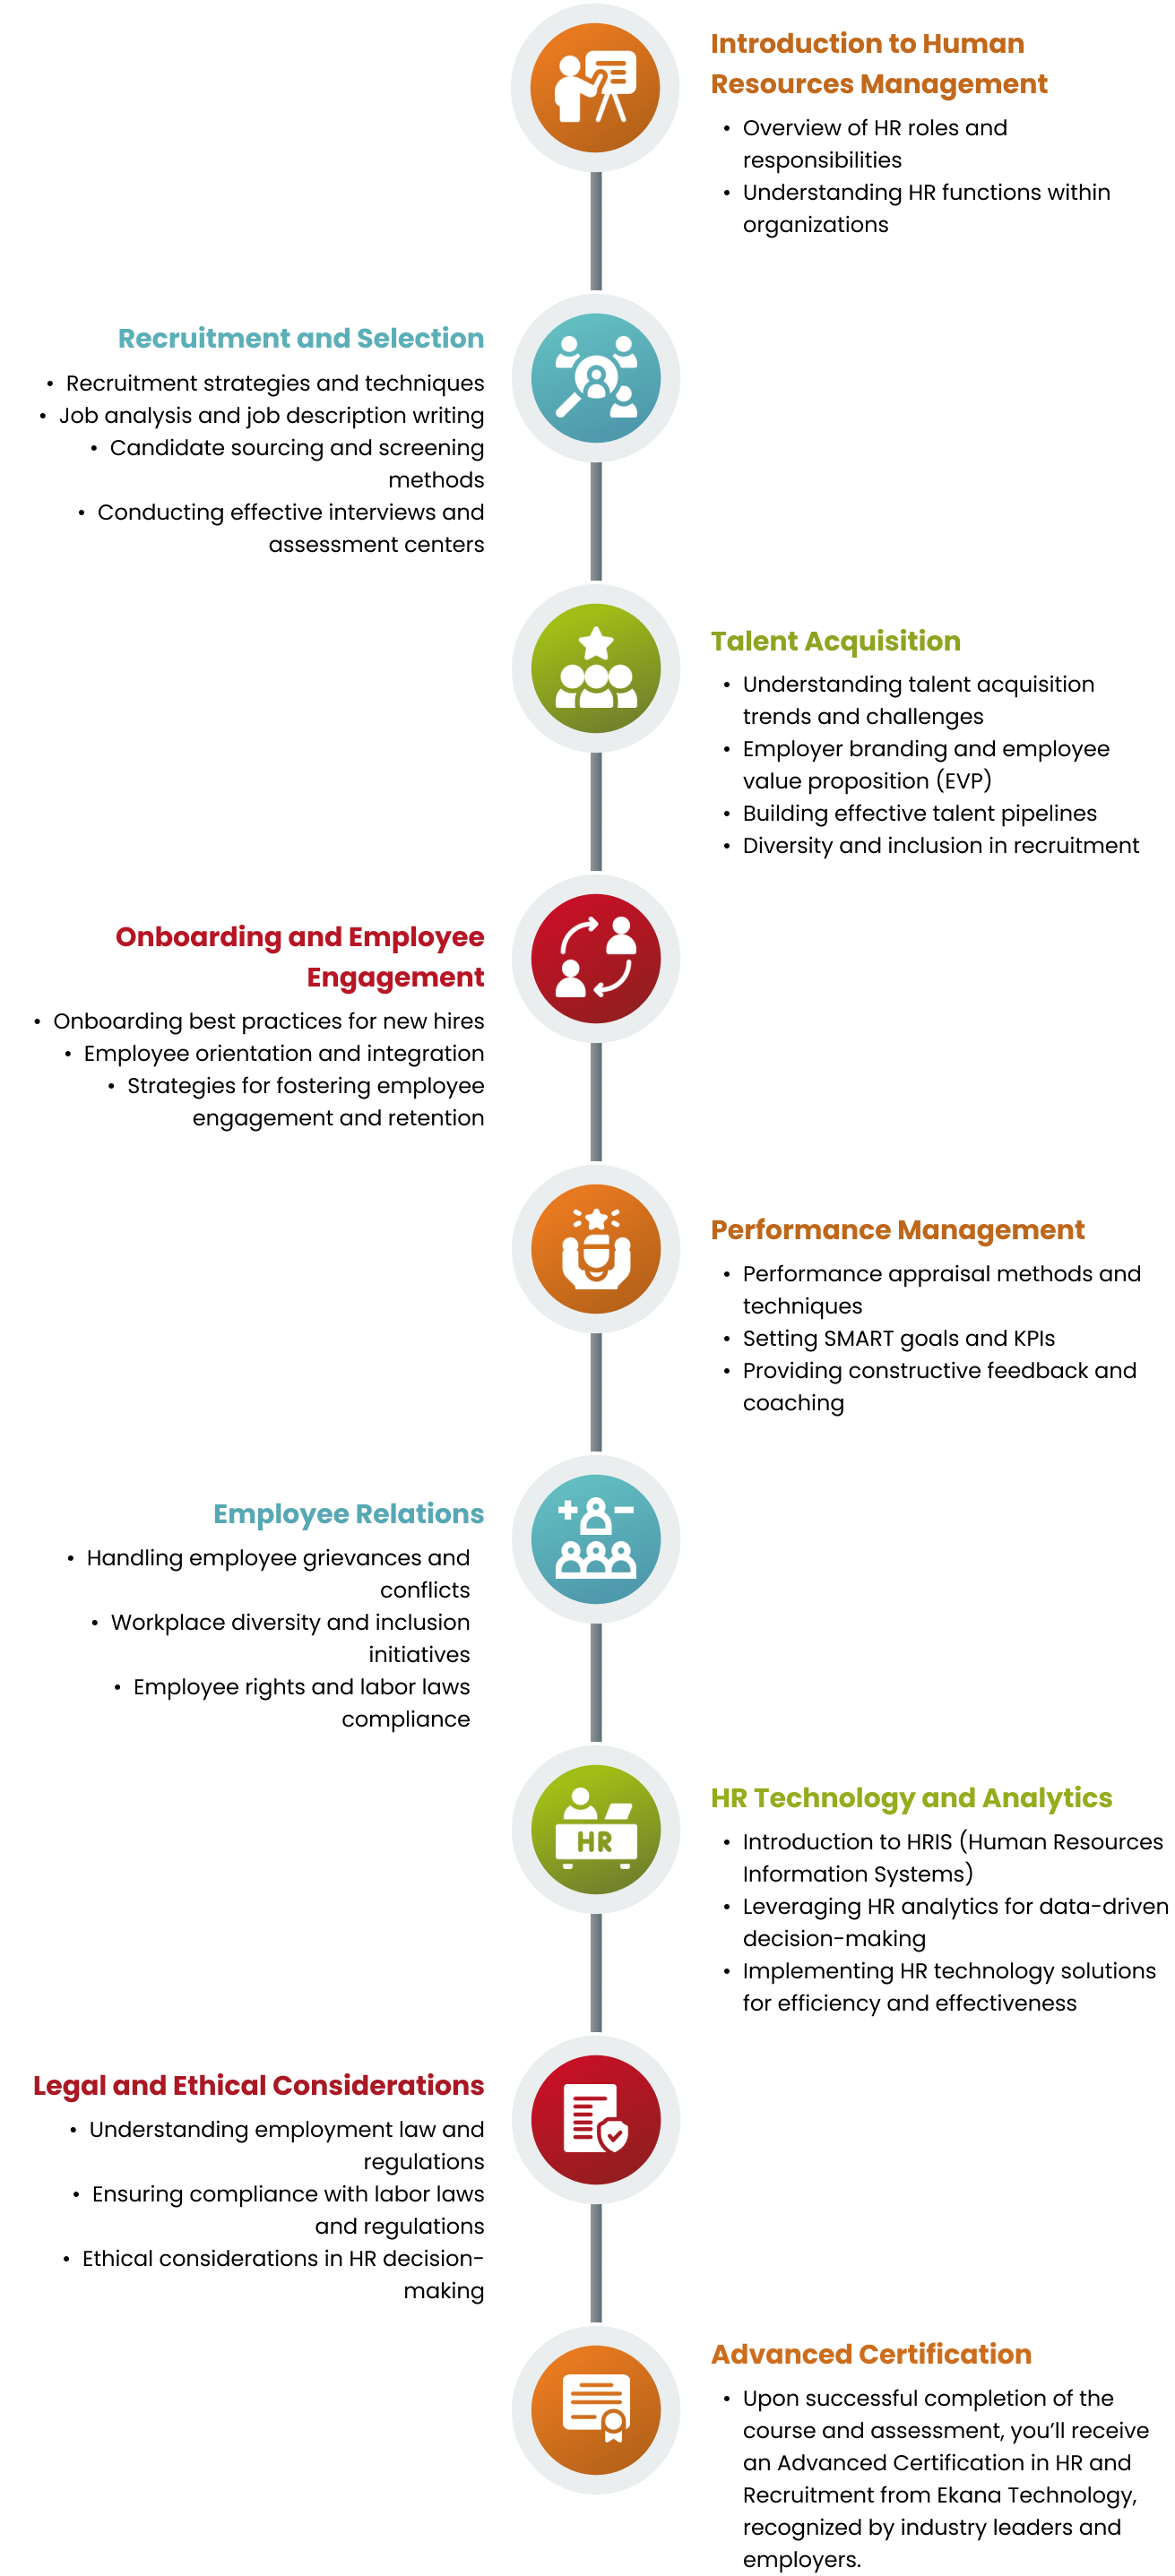 Introduction to Human
Resources Management
• Overview of HR roles and
responsibilities
• Understanding HR functions within
organizations
Recruitment and Selection
• Recruitment strategies and techniques
• Job analysis and job description writing
• Candidate sourcing and screening
methods
• Conducting effective interviews and
assessment centers
Talent Acquisition
• Understanding talent acquisition
trends and challenges
• Employer branding and employee
value proposition (EVP)
• Building effective talent pipelines
• Diversity and inclusion in recruitment
Onboarding and Employee
Engagement
• Onboarding best practices for new hires
• Employee orientation and integration
• Strategies for fostering employee
engagement and retention
Performance Management
• Performance appraisal methods and
techniques
• Setting SMART goals and KPIs
• Providing constructive feedback and
coaching
Employee Relations
• Handling employee grievances and
conflicts
• Workplace diversity and inclusion
initiatives
• Employee rights and labor laws
compliance
HR
HR Technology and Analytics
• Introduction to HRIS (Human Resources
Information Systems)
• Leveraging HR analytics for data-driven
decision-making
• Implementing HR technology solutions
for efficiency and effectiveness
Legal and Ethical Considerations
• Understanding employment law and
regulations
• Ensuring compliance with labor laws
and regulations
• Ethical considerations in HR decision-
making
Advanced Certification
• Upon successful completion of the
course and assessment, you’ll receive
an Advanced Certification in HR and
Recruitment from Ekana Technology,
recognized by industry leaders and
employers.